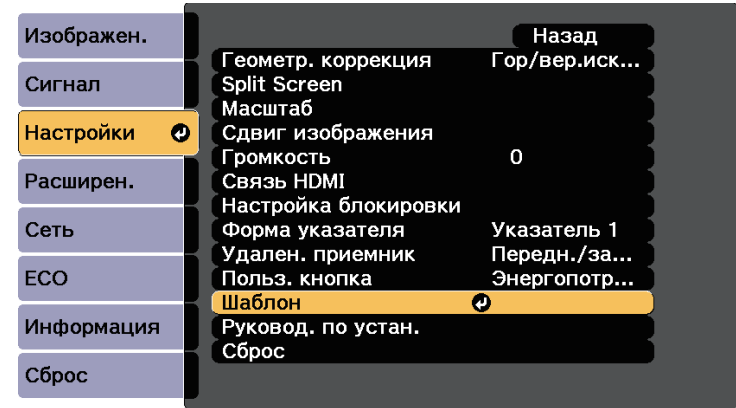 Изображен.
Сигнал
Настройки
Расширен.
Сеть
ECO
Информация
Сброс
Назад
Геометр. коррекция Гор/вер.иск...
Split Screen
Масштаб
Сдвиг изображения
Громкость 0
Связь HDMI
Настройка блокировки
Форма указателя Указатель 1
Удален. приемник Передн./за...
Польз. кнопка Энергопотр...
Шаблон
Руковод. по устан.
Сброс